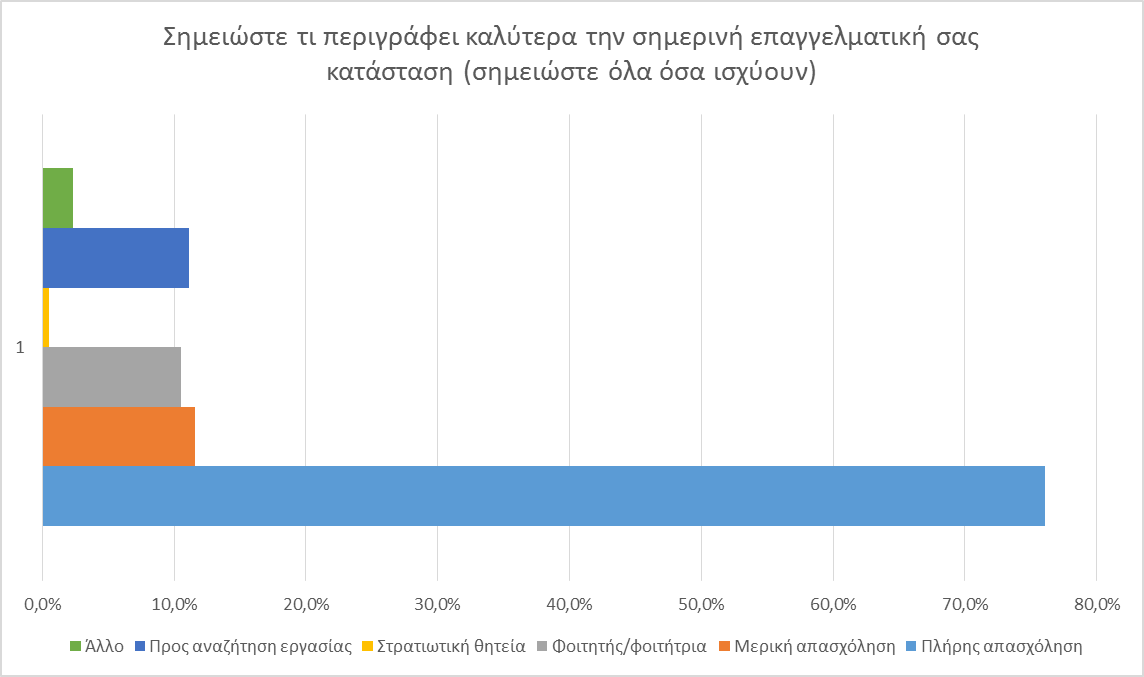 Σημειώστε τι περιγράφει καλύτερα την σημερινή επαγγελματική σας
κατάσταση (σημειώστε όλα όσα ισχύουν)
1
0,0% 10,0% 20,0% 30,0% 40,0% 50,0% 60,0% 70,0% 80,0%
Άλλο Προς αναζήτηση εργασίας Στρατιωτική θητεία Φοιτητής/φοιτήτρια Μερική απασχόληση Πλήρης απασχόληση